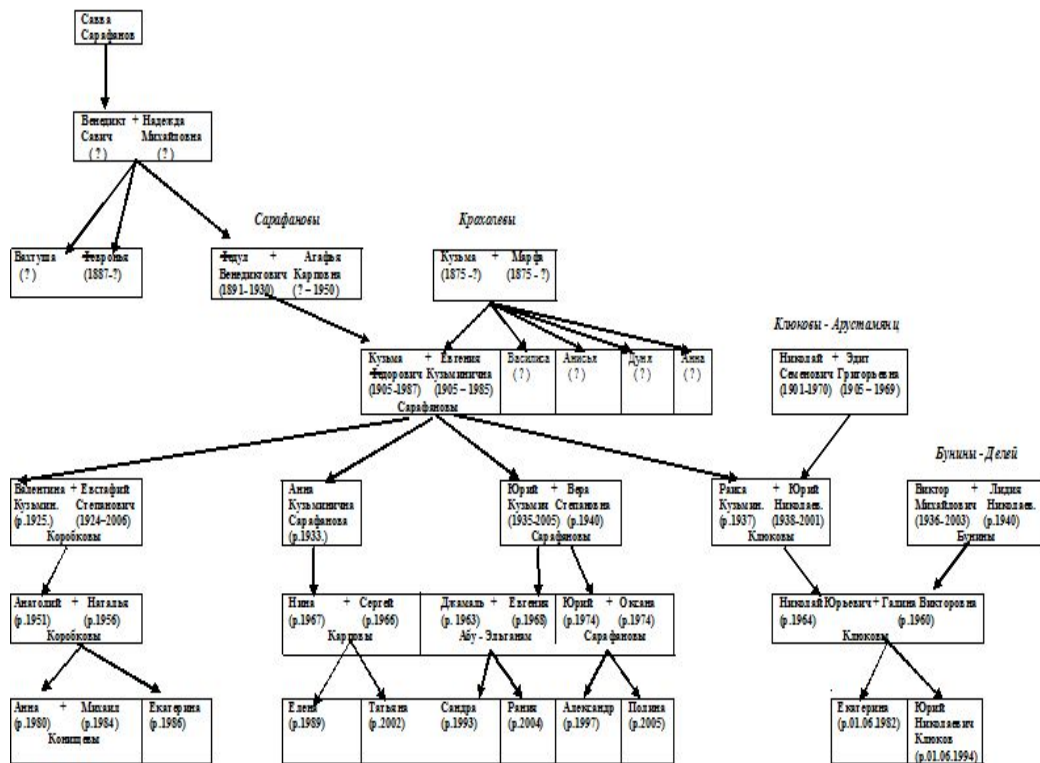 Савва
Сарафанов
Венедикт + Надежда
Савич Михайловна
(?) (?)
Сарафановы
Крохалевы
Вахтуша
(?)
Февронья
(1887-?)
Федул + Агафья
Венедиктович Карповна
(1891-1930) (? – 1950)
Кузьма + Марфа
(1875 -?) (1875 - ?)
Клюковы - Арустамянц
Кузьма + Евгения
Федорович Кузьминична
(1905-1987) (1905 – 1985)
Сарафановы
Василиса
(?)
Анисья
(?)
Дуня
(?)
Анна
(?)
Николай + Эдит
Семенович Григорьевна
(1901-1970) (1905 – 1969)
Бунины - Делей
Валентина + Евстафий
Кузьмин. Степанович
(р.1925.) (1924–2006)
Коробковы
Анна
Кузьминична
Сарафанова
(р.1933.)
Юрий + Вера
Кузьмич Степановна
(1935-2005) (р.1940)
Сарафановы
Раиса + Юрий
Кузьмин. Николаев.
(р.1937) (1938-2001)
Клюковы
Виктор + Лидия
Михайлович Николаев.
(1936- 2003) (р.1940)
Бунины
Анатолий + Наталья
(р.1951) (р.1956)
Коробковы
Нина + Сергей
(р.1967) (р.1966)
Карповы
Джамаль + Евгения
(р. 1963) (р.1968)
Абу - Эльганам
Юрий + Оксана
(р.1974) (р.1974)
Сарафановы
Николай Юрьевич + Галина Викторовна
(р.1964) (р.1960)
Клюковы
Анна + Михаил
(р.1980) (р.1984)
Конищевы
Екатерина
(р.1986)
Елена
(р.1989)
Татьяна
(р.2002)
Сандра
(р.1993)
Рания
(р.2004)
Александр
(р.1997)
Полина
(р.2005)
Екатерина
(р.01.06.1982)
Юрий
Николаевич
Клюков
(р.01.06.1994)